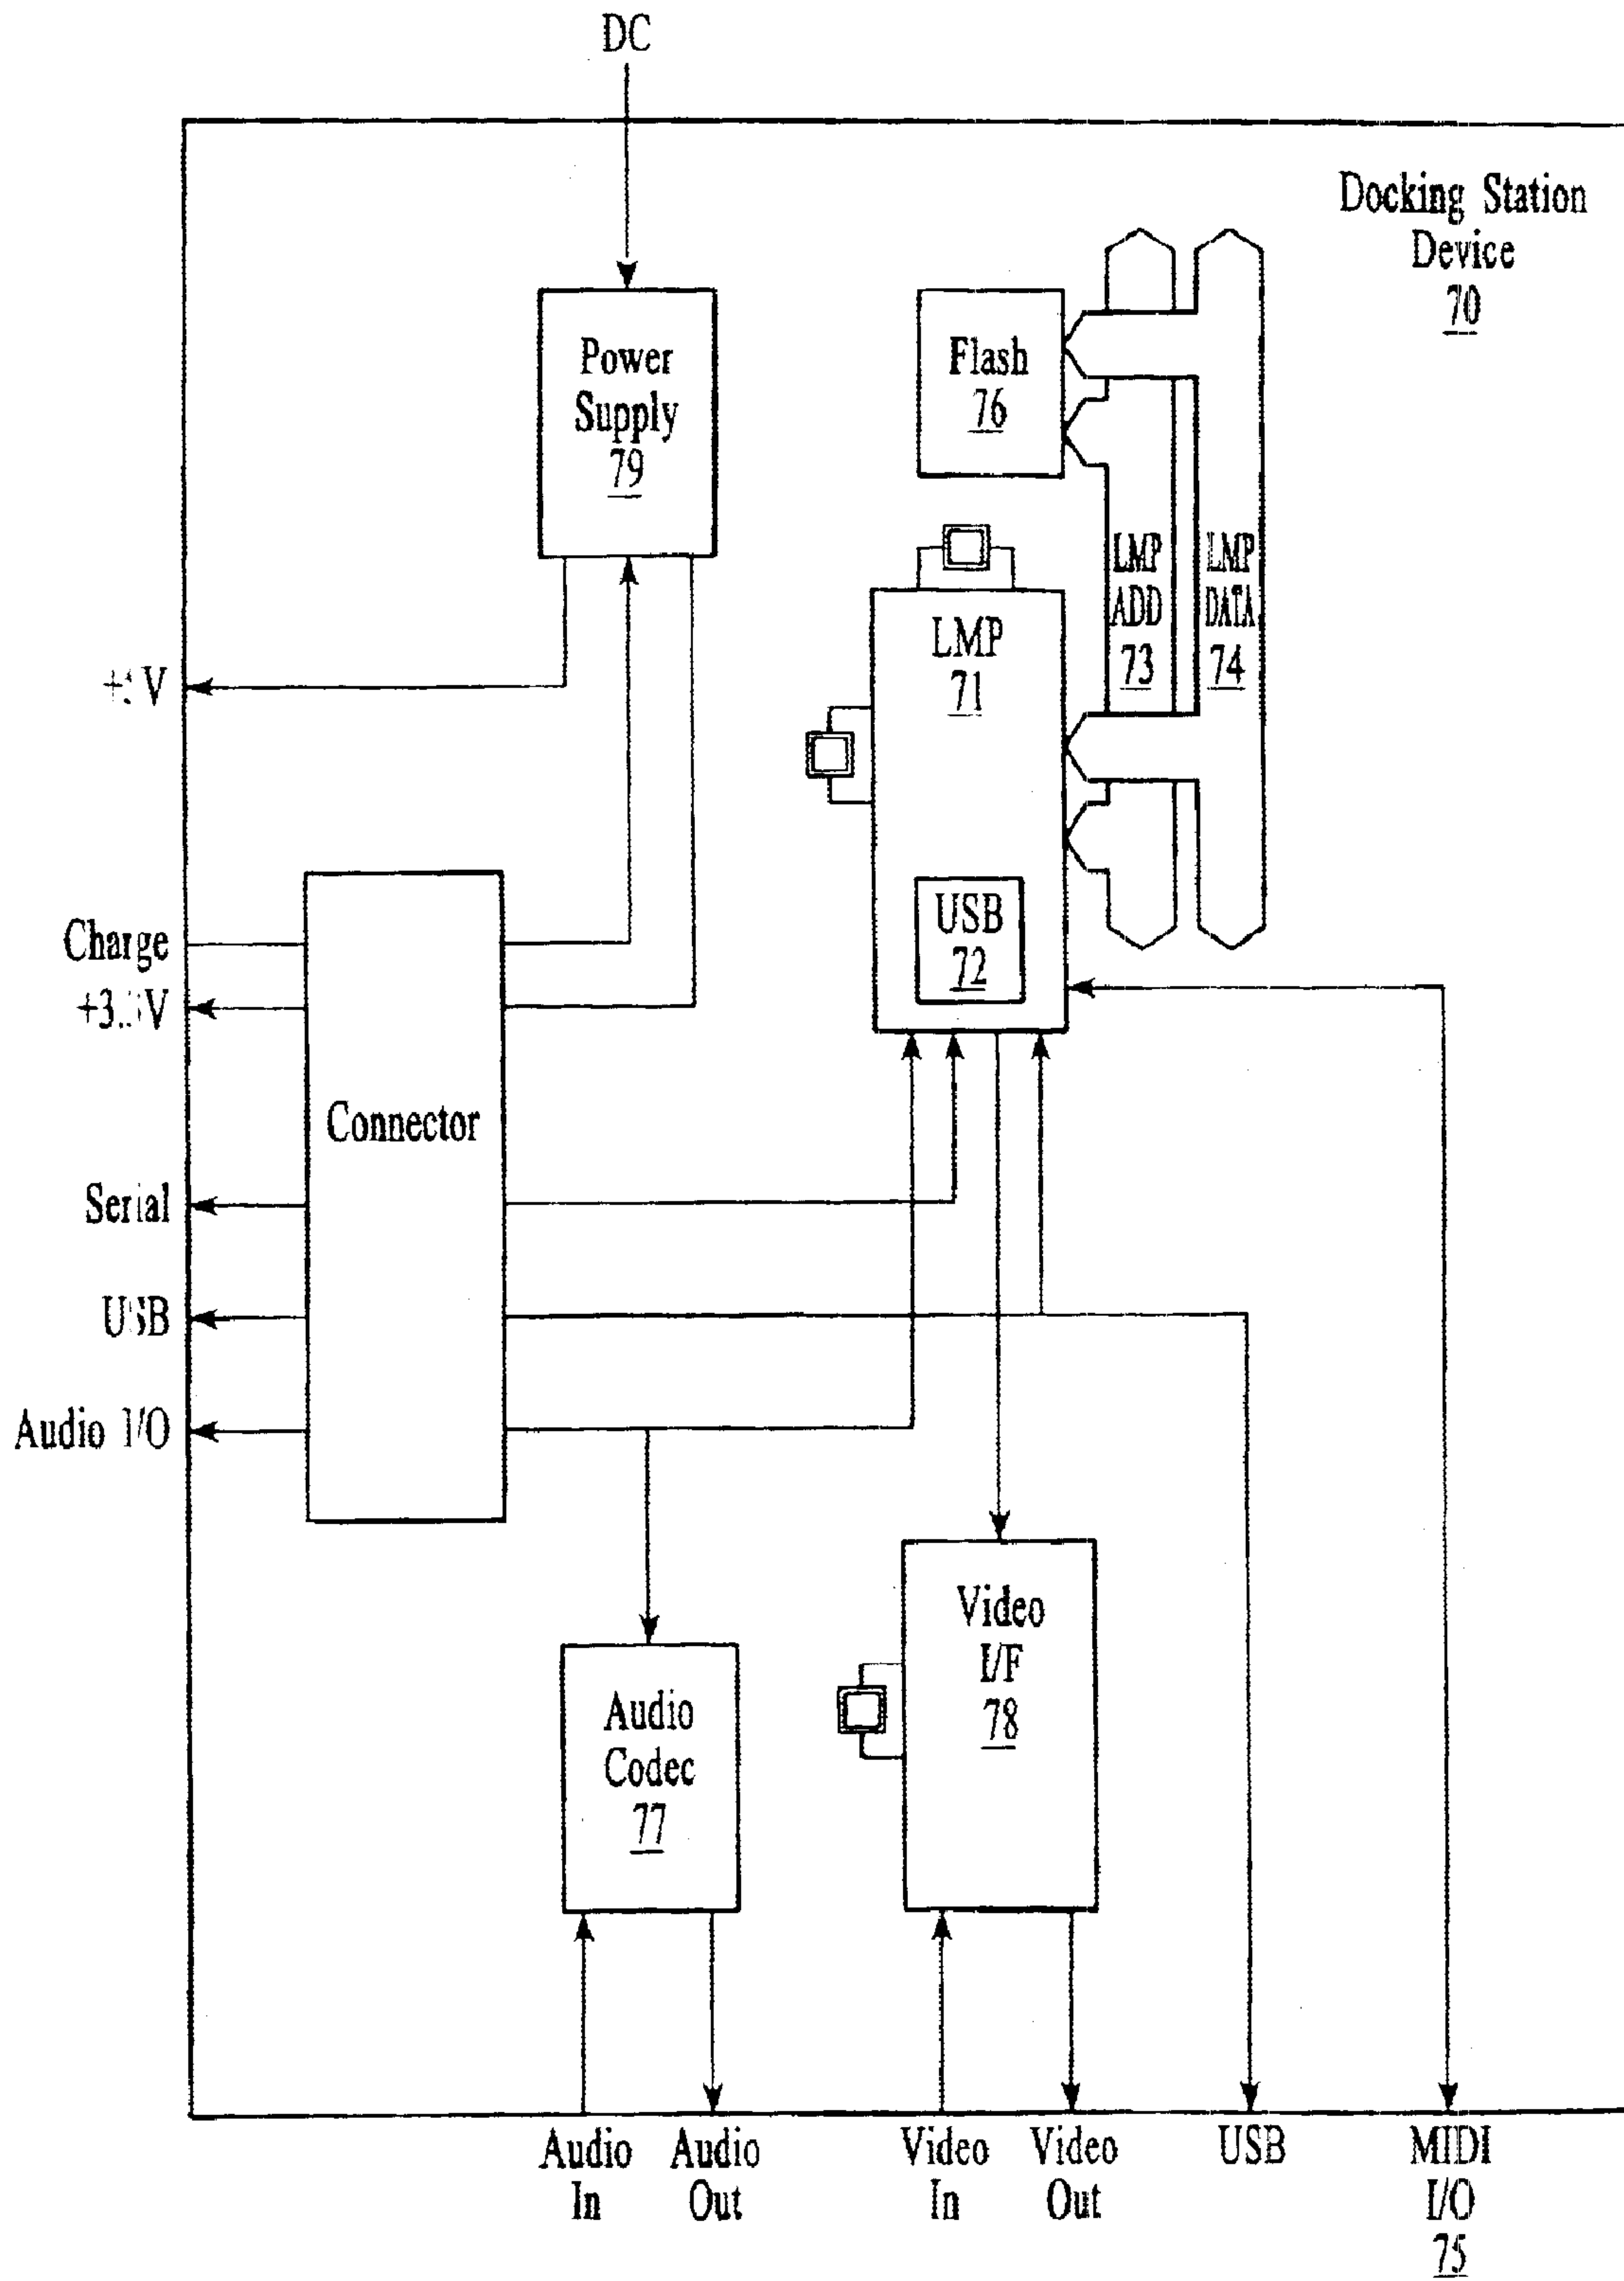 DC
Docking Station
Device
70
Power
Supply
79
Flash
76
LMP
ADD
73
LMP
DATA
74
LMP
71
USB
72
Charge
Connector
Serial
USB
Audio I/O
Video
I/F
78
Audio
Codec
77
Audio
In
Audio
Out
Video
In
Video
Out
USB
MIDI
I/O
75